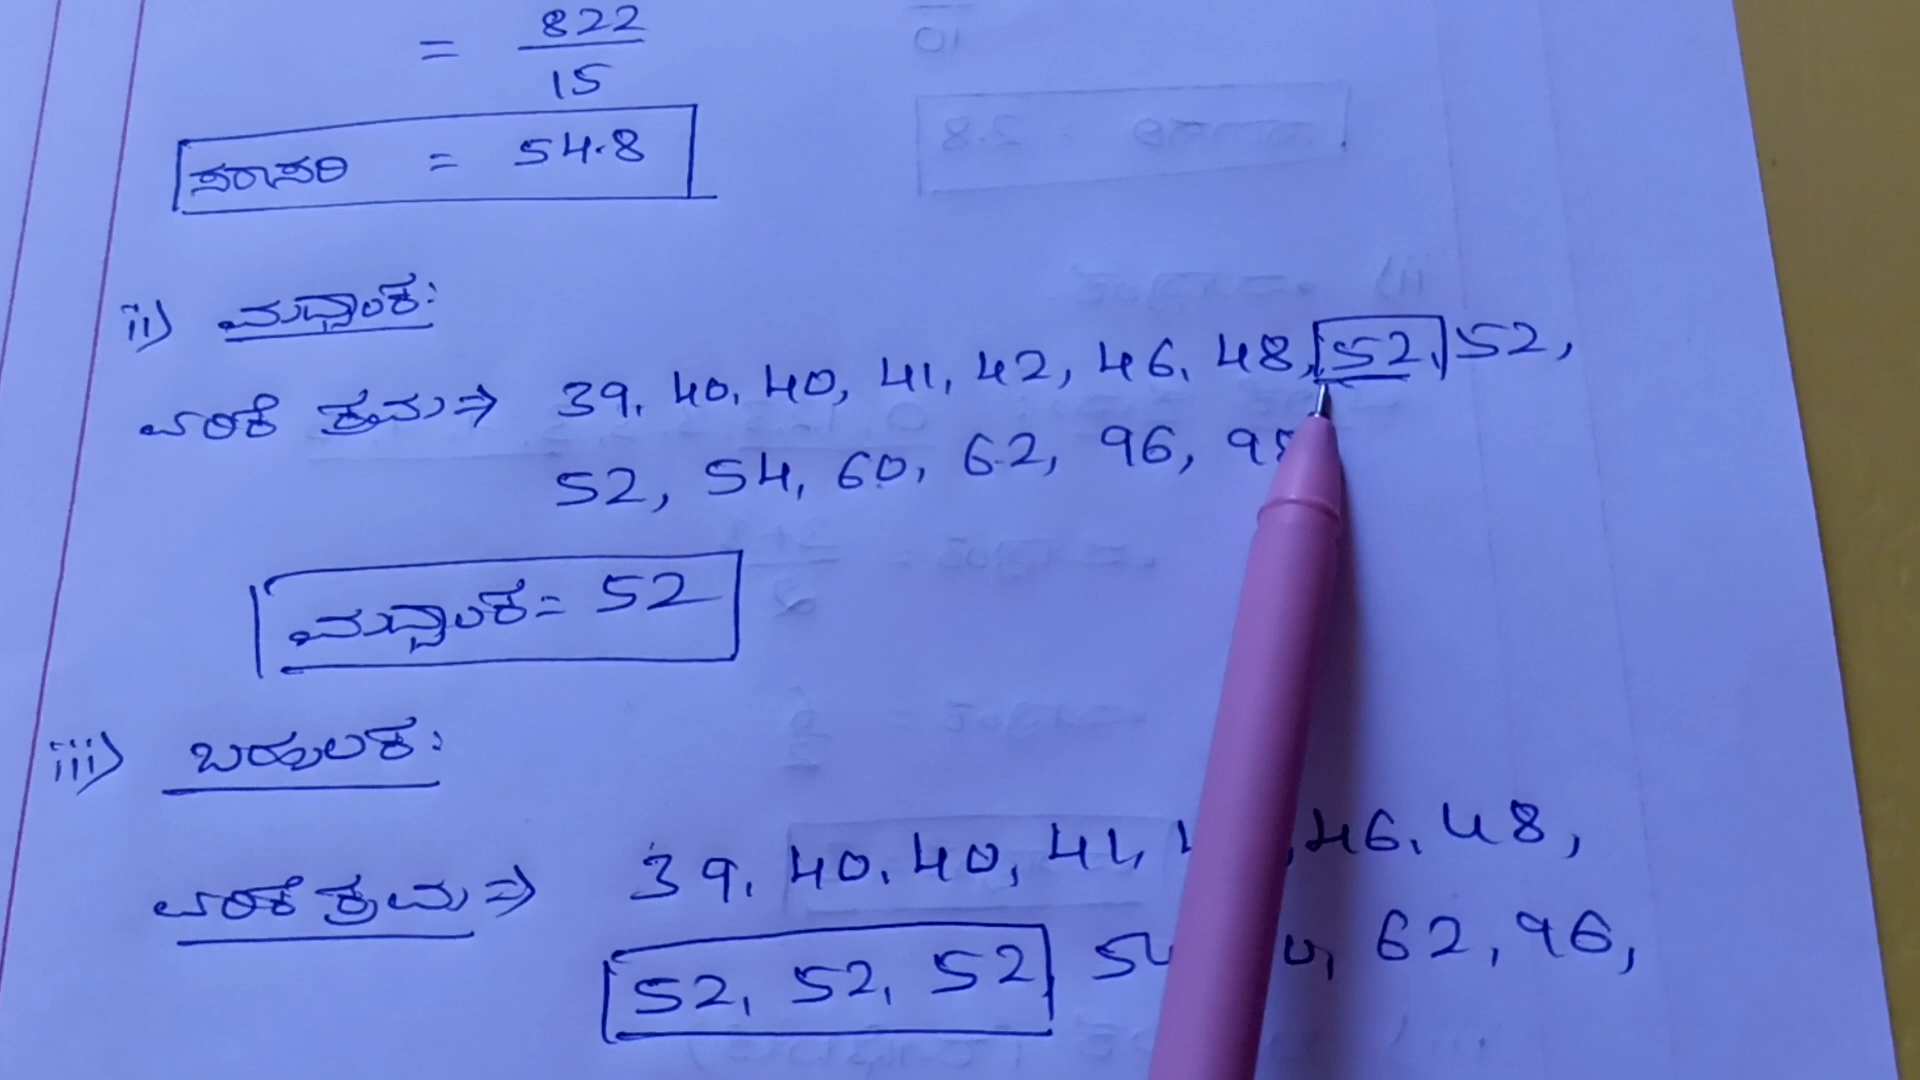 = 822
15
ಸರಾಸರಿ = 54.8
ii) ಮಧ್ಯಾಂಕ:
ಏರಿಕೆ ಕ್ರಮ ⇒ 39, 40, 40, 41, 42, 46, 48, 52, 52,
52, 54, 60, 62, 96,
ಮಧ್ಯಾಂಕ = 52
iii) ಬಹುಲಕ:
ಏರಿಕೆ ಕ್ರಮ ⇒ 39, 40, 40, 41, 46, 48,
52, 52, 52, 62, 96,